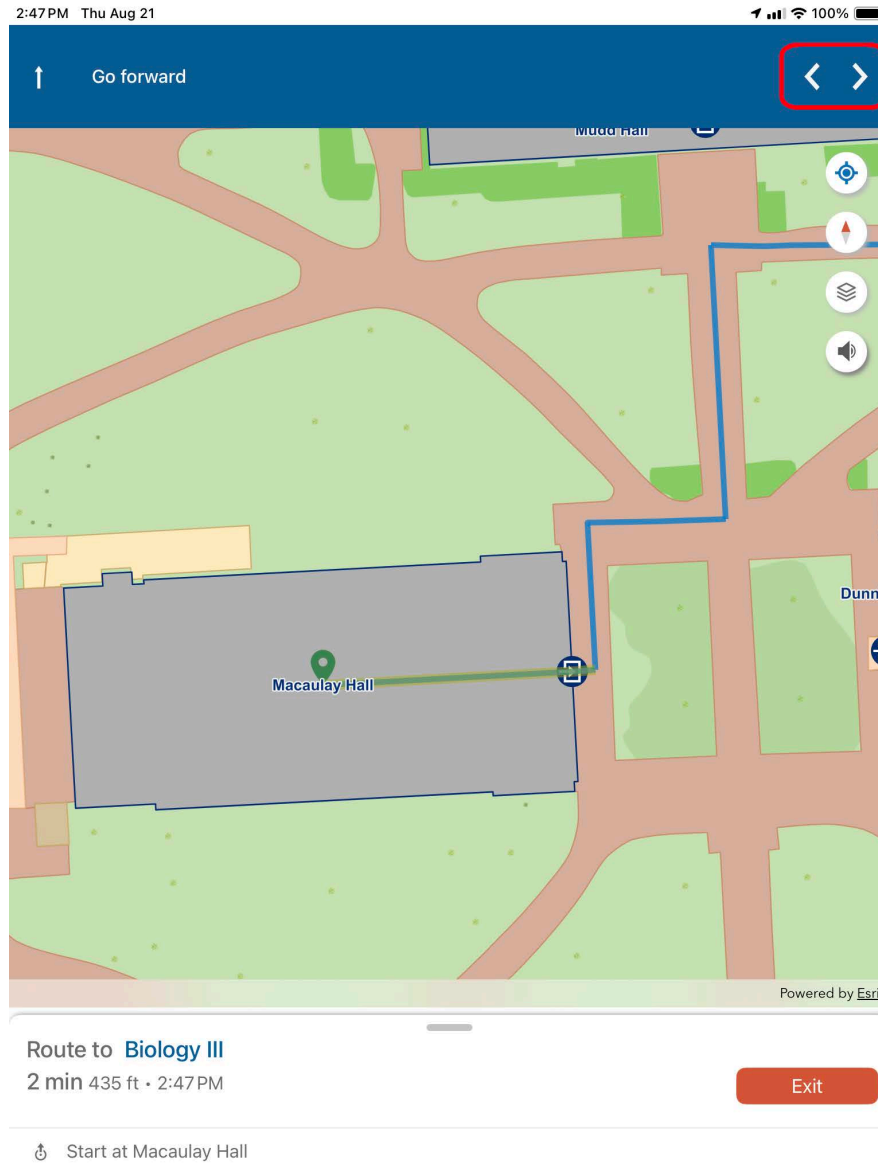 2:47 PM Thu Aug 21 100%
Go forward
Mudd Hall
Dunn
Macaulay Hall
Powered by Esri
Route to Biology III
2 min 435 ft • 2:47 PM
Exit
Start at Macaulay Hall